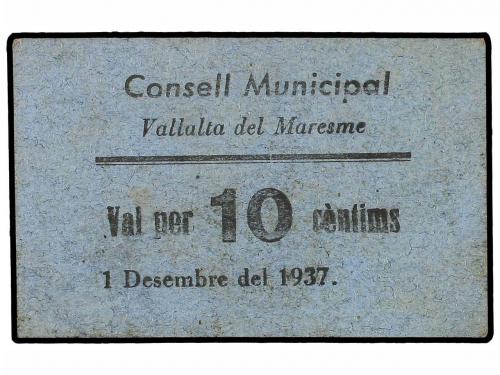 Consell Municipal
Vallalta del Maresme
Val per 10 cèntims
1 Desembre del 1937.